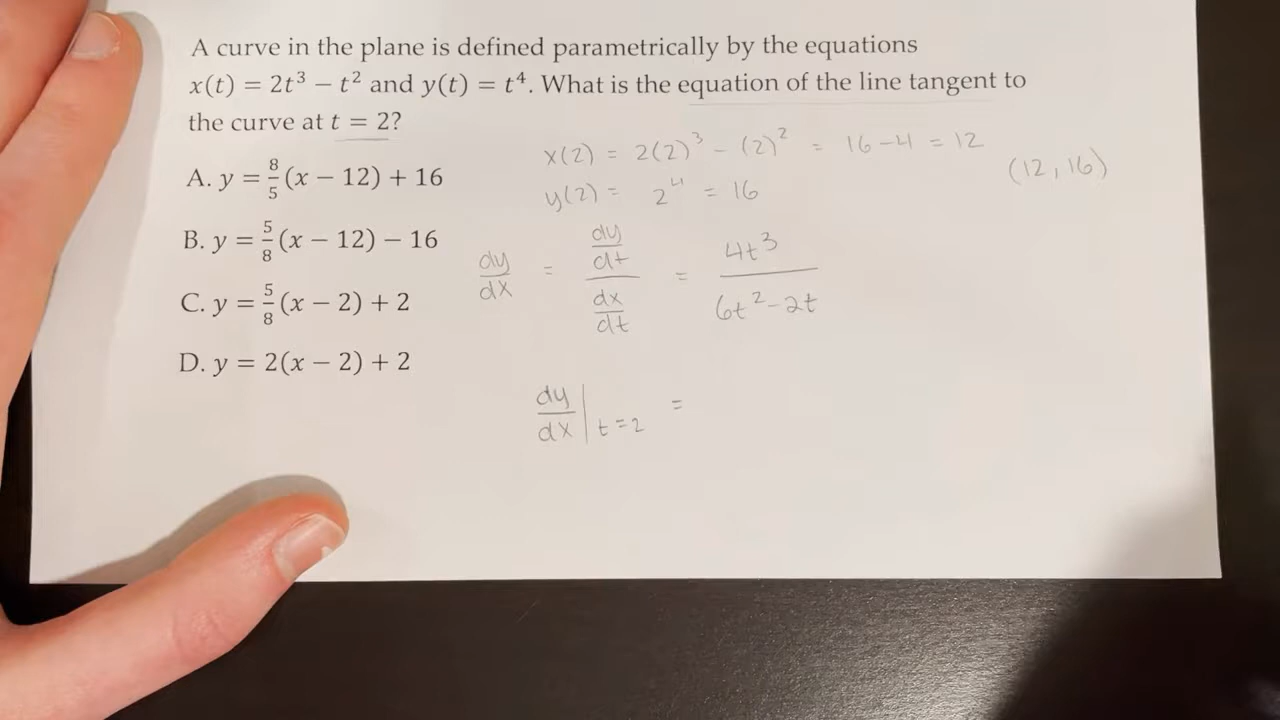 A curve in the plane is defined parametrically by the equations
x(t) = 2t³ – t² and y(t) = t⁴. What is the equation of the line tangent to
the curve at t = 2?
A. y = 8/5 (x – 12) + 16
B. y = 5/8 (x – 12) – 16
C. y = 5/8 (x – 2) + 2
D. y = 2(x – 2) + 2
x(2) = 2(2)³ – (2)² = 16 – 4 = 12
(12, 16)
y(2) = 2⁴ = 16
dy/dx = (dy/dt)/(dx/dt) = 4t³/(6t² – 2t)
dy/dx | t = 2 =